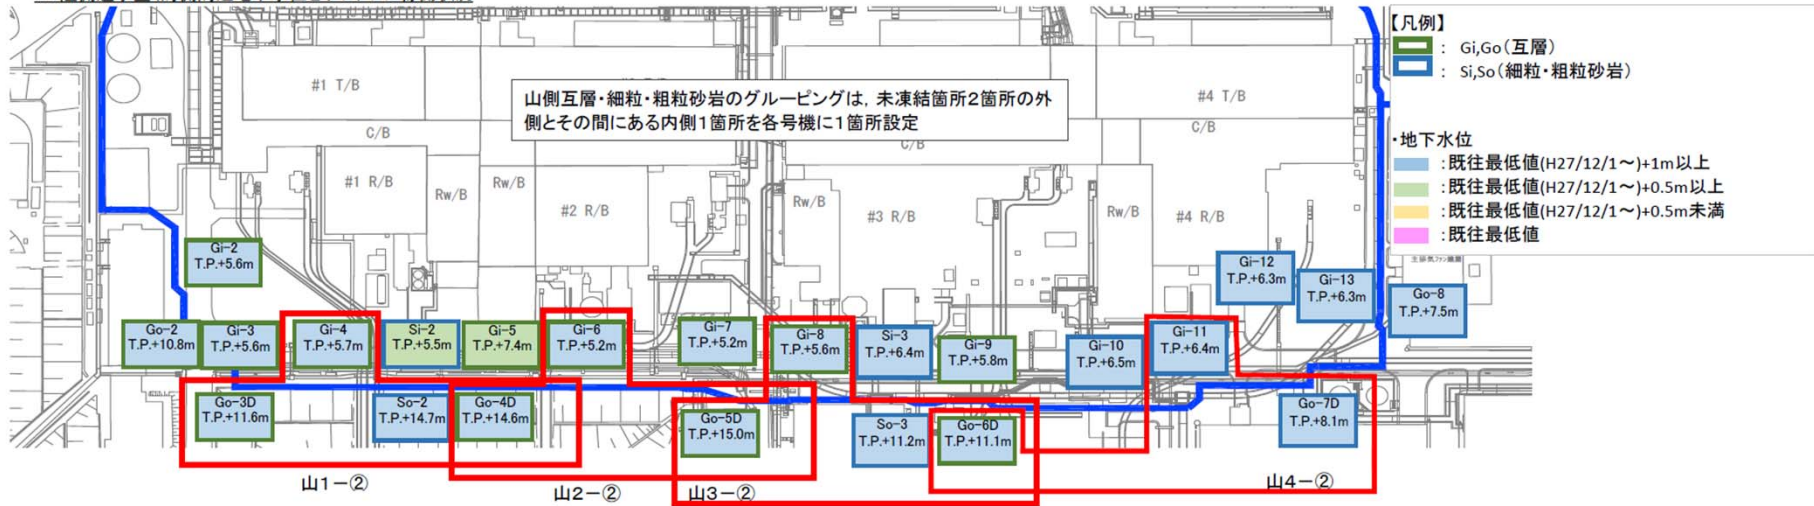 【凡例】
: Gi,Go(互層)
: Si,So(細粒・粗粒砂岩)
・地下水位
:既往最低値(H27/12/1～)+1m以上
:既往最低値(H27/12/1～)+0.5m以上
:既往最低値(H27/12/1～)+0.5m未満
:既往最低値
#1 T/B
#4 T/B
山側互層・細粒・粗粒砂岩のグルーピングは，未凍結箇所2箇所の外
側とその間にある内側1箇所を各号機に1箇所設定
C/B
C/B
C/B
#1 R/B
Rw/B
Rw/B
#2 R/B
Rw/B
#3 R/B
Rw/B
#4 R/B
Gi-2
T.P.+5.6m
Gi-12
T.P.+6.3m
Gi-13
T.P.+6.3m
Go-8
T.P.+7.5m
Go-2
T.P.+10.8m
Gi-3
T.P.+5.6m
Gi-4
T.P.+5.7m
Si-2
T.P.+5.5m
Gi-5
T.P.+7.4m
Gi-6
T.P.+5.2m
Gi-7
T.P.+5.2m
Gi-8
T.P.+5.6m
Si-3
T.P.+6.4m
Gi-9
T.P.+5.8m
Gi-10
T.P.+6.5m
Gi-11
T.P.+6.4m
Go-3D
T.P.+11.6m
So-2
T.P.+14.7m
Go-4D
T.P.+14.6m
Go-5D
T.P.+15.0m
So-3
T.P.+11.2m
Go-6D
T.P.+11.1m
Go-7D
T.P.+8.1m
山1-②
山2-②
山3-②
山4-②